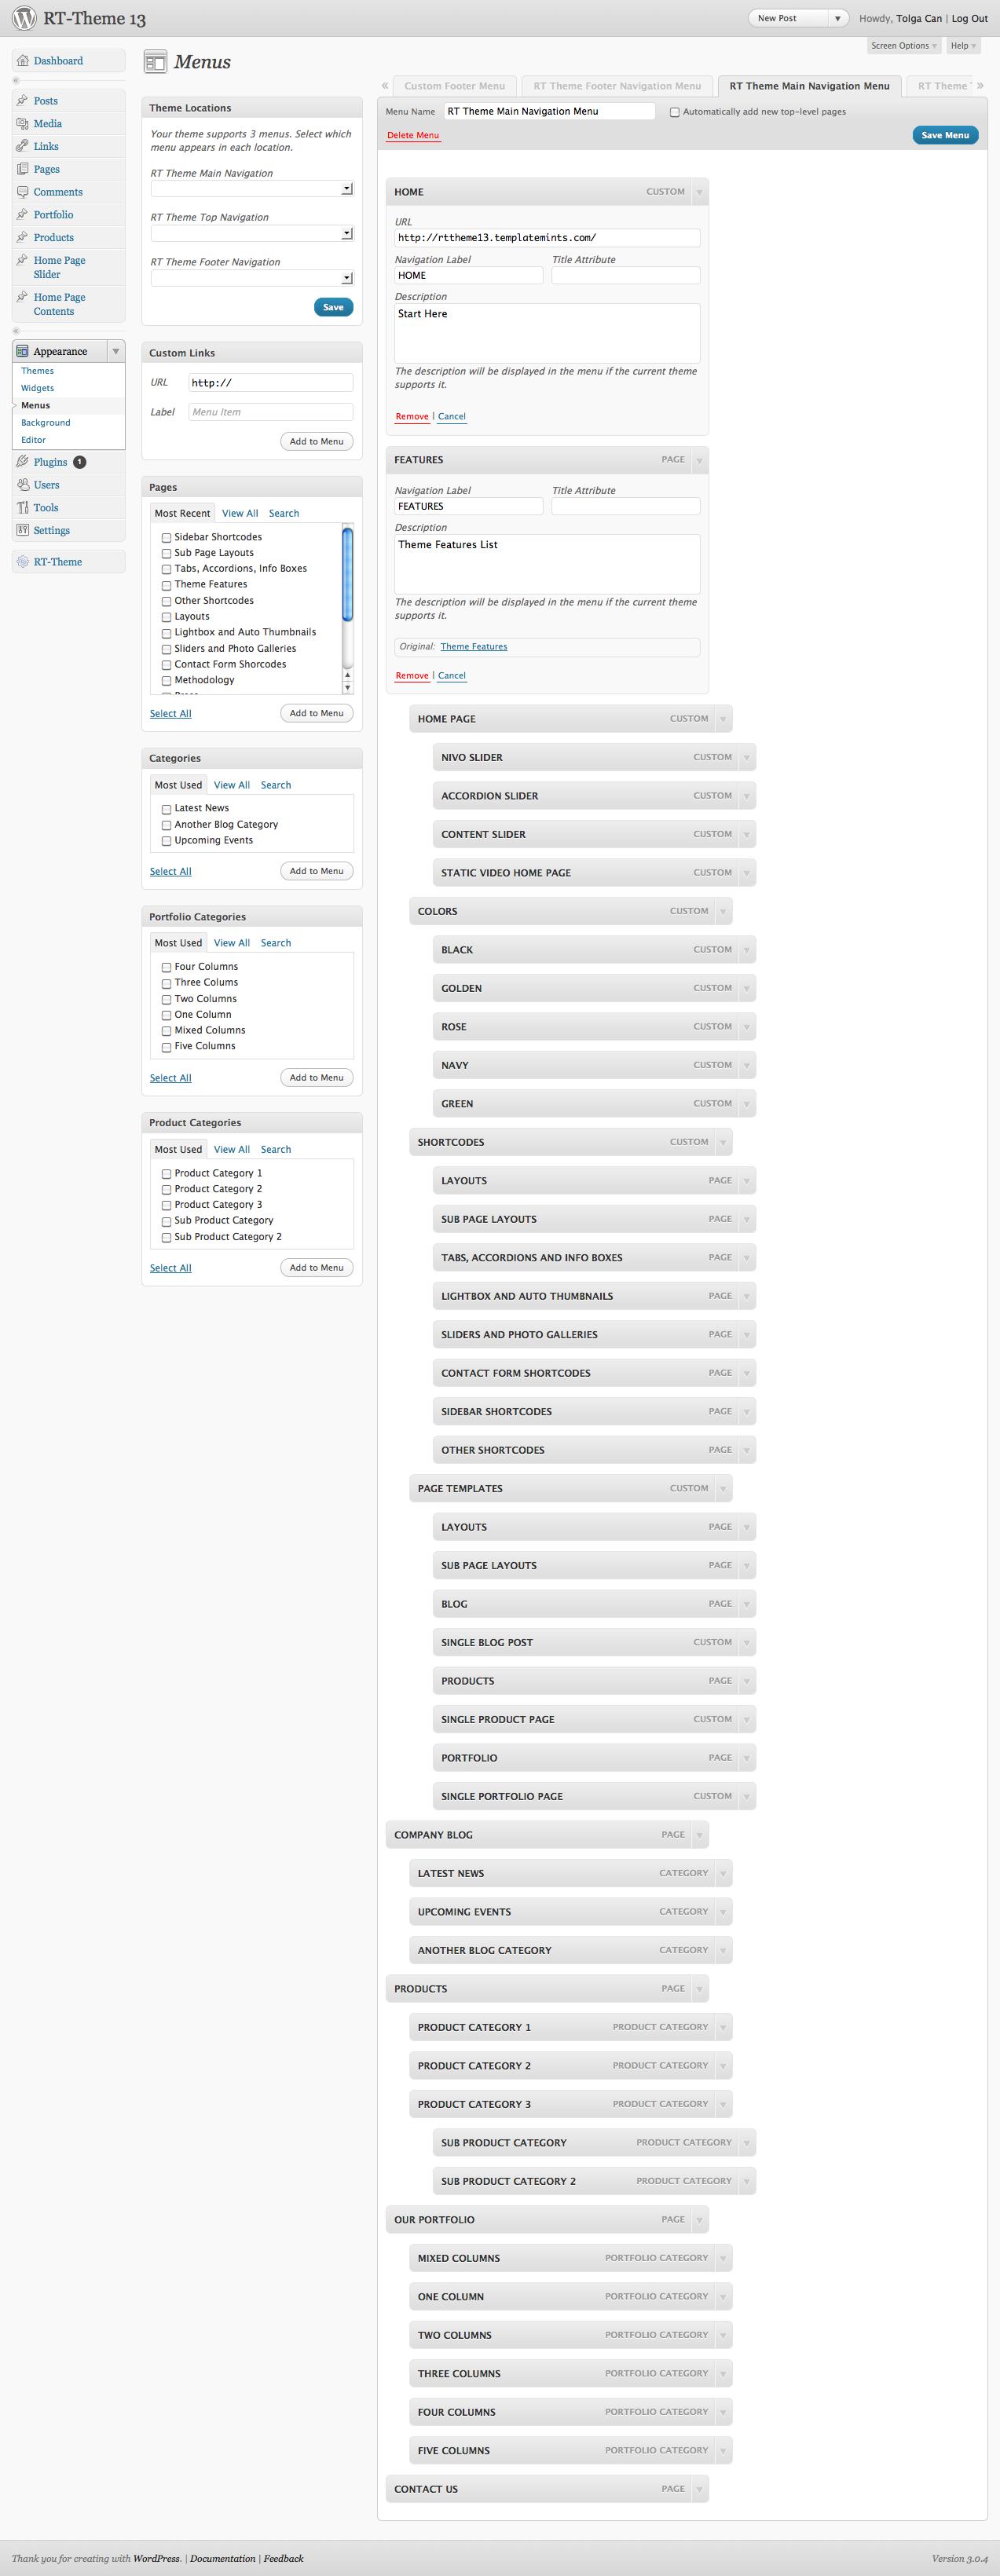 RT-Theme 13
New Post
Howdy, Tolga Can | Log Out
Screen Options
Help
Dashboard
Posts
Media
Links
Pages
Comments
Portfolio
Products
Home Page
Slider
Home Page
Contents
Appearance
Themes
Widgets
Menus
Background
Editor
Plugins 1
Users
Tools
Settings
RT-Theme
Menus
Theme Locations
Your theme supports 3 menus. Select which
menu appears in each location.
RT Theme Main Navigation
RT Theme Top Navigation
RT Theme Footer Navigation
Save
Custom Links
URL http://
Label Menu Item
Add to Menu
Pages
Most Recent View All Search
Sidebar Shortcodes
Sub Page Layouts
Tabs, Accordions, Info Boxes
Theme Features
Other Shortcodes
Layouts
Lightbox and Auto Thumbnails
Sliders and Photo Galleries
Contact Form Shorcodes
Methodology
Select All Add to Menu
Categories
Most Used View All Search
Latest News
Another Blog Category
Upcoming Events
Select All Add to Menu
Portfolio Categories
Most Used View All Search
Four Columns
Three Colums
Two Columns
One Column
Mixed Columns
Five Columns
Select All Add to Menu
Product Categories
Most Used View All Search
Product Category 1
Product Category 2
Product Category 3
Sub Product Category
Sub Product Category 2
Select All Add to Menu
« Custom Footer Menu RT Theme Footer Navigation Menu RT Theme Main Navigation Menu RT Theme »
Menu Name RT Theme Main Navigation Menu Automatically add new top-level pages
Delete Menu Save Menu
HOME CUSTOM
URL
http://rttheme13.templatemints.com/
Navigation Label Title Attribute
HOME
Description
Start Here
The description will be displayed in the menu if the current theme
supports it.
Remove | Cancel
FEATURES PAGE
Navigation Label Title Attribute
FEATURES
Description
Theme Features List
The description will be displayed in the menu if the current theme
supports it.
Original: Theme Features
Remove | Cancel
HOME PAGE CUSTOM
NIVO SLIDER CUSTOM
ACCORDION SLIDER CUSTOM
CONTENT SLIDER CUSTOM
STATIC VIDEO HOME PAGE CUSTOM
COLORS CUSTOM
BLACK CUSTOM
GOLDEN CUSTOM
ROSE CUSTOM
NAVY CUSTOM
GREEN CUSTOM
SHORTCODES CUSTOM
LAYOUTS PAGE
SUB PAGE LAYOUTS PAGE
TABS, ACCORDIONS AND INFO BOXES PAGE
LIGHTBOX AND AUTO THUMBNAILS PAGE
SLIDERS AND PHOTO GALLERIES PAGE
CONTACT FORM SHORTCODES PAGE
SIDEBAR SHORTCODES PAGE
OTHER SHORTCODES PAGE
PAGE TEMPLATES CUSTOM
LAYOUTS PAGE
SUB PAGE LAYOUTS PAGE
BLOG PAGE
SINGLE BLOG POST CUSTOM
PRODUCTS PAGE
SINGLE PRODUCT PAGE CUSTOM
PORTFOLIO PAGE
SINGLE PORTFOLIO PAGE CUSTOM
COMPANY BLOG PAGE
LATEST NEWS CATEGORY
UPCOMING EVENTS CATEGORY
ANOTHER BLOG CATEGORY CATEGORY
PRODUCTS PAGE
PRODUCT CATEGORY 1 PRODUCT CATEGORY
PRODUCT CATEGORY 2 PRODUCT CATEGORY
PRODUCT CATEGORY 3 PRODUCT CATEGORY
SUB PRODUCT CATEGORY PRODUCT CATEGORY
SUB PRODUCT CATEGORY 2 PRODUCT CATEGORY
OUR PORTFOLIO PAGE
MIXED COLUMNS PORTFOLIO CATEGORY
ONE COLUMN PORTFOLIO CATEGORY
TWO COLUMNS PORTFOLIO CATEGORY
THREE COLUMNS PORTFOLIO CATEGORY
FOUR COLUMNS PORTFOLIO CATEGORY
FIVE COLUMNS PORTFOLIO CATEGORY
CONTACT US PAGE
Thank you for creating with WordPress. | Documentation | Feedback
Version 3.0.4